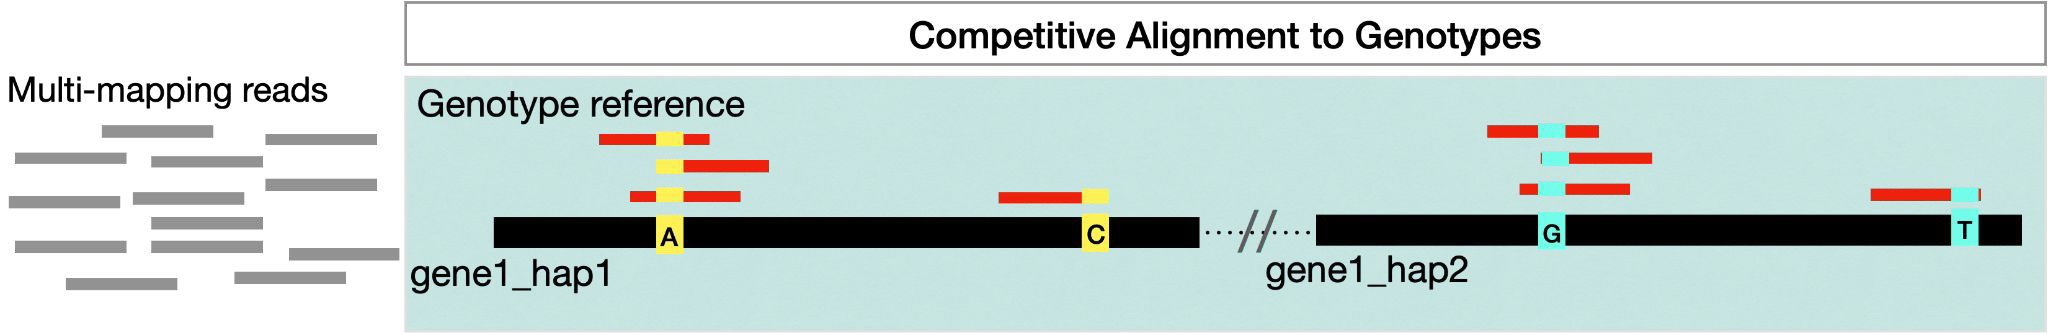 Competitive Alignment to Genotypes
Multi-mapping reads
Genotype reference
A
C
G
T
gene1_hap1
gene1_hap2